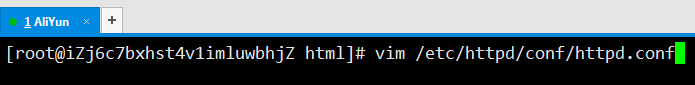 1 AliYun × +
[root@iZj6c7bxhst4v1imluwbhjZ html]# vim /etc/httpd/conf/httpd.conf